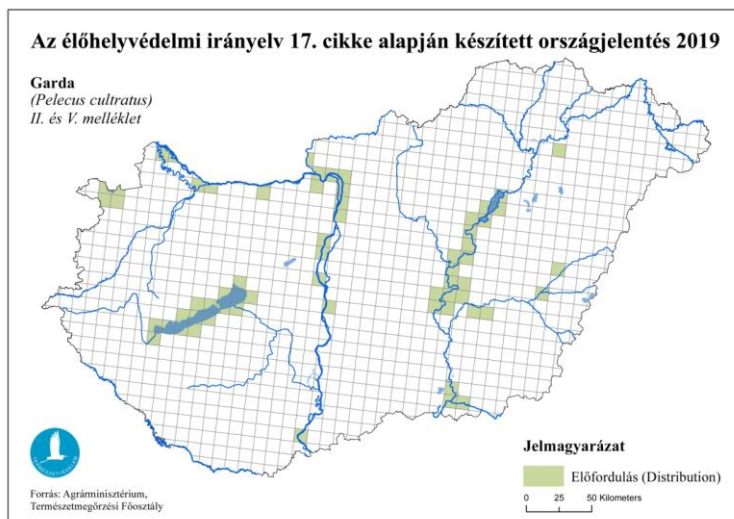 Az élőhelyvédelmi irányelv 17. cikke alapján készített országjelentés 2019
Garda
(Pelecus cultratus)
II. és V. melléklet
TERMÉSZETVÉDELEM
Forrás: Agrárminisztérium,
Természetmegőrzési Főosztály
Jelmagyarázat
Előfordulás (Distribution)
0 25 50 Kilometers